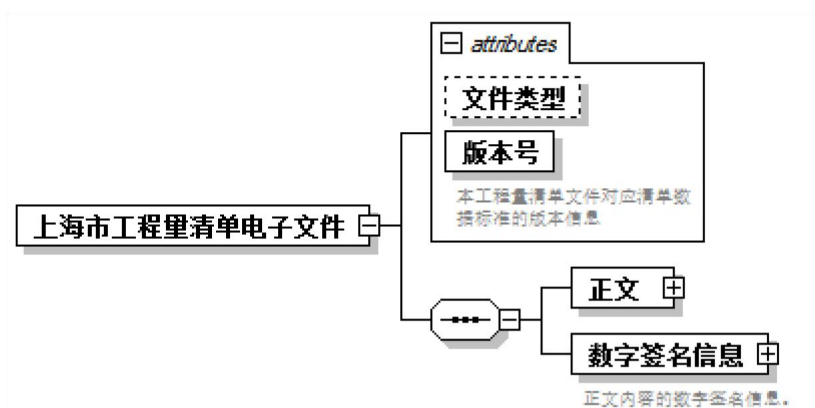 attributes
文件类型
版本号
本工程量清单文件对应清单数
据标准的版本信息
上海市工程量清单电子文件
正文
数字签名信息
正文内容的数字签名信息。